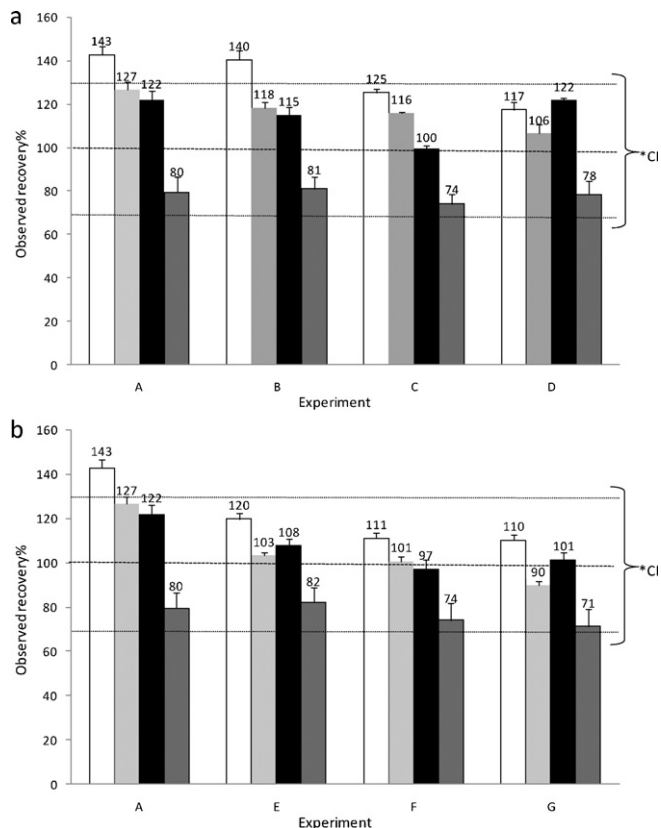 a
160
140
120
100
80
60
40
20
0
Observed recovery%
143 127 122 80
140 118 115 81
125 116 100 74
117 106 122 78
*CI
A B C D
Experiment
b
160
140
120
100
80
60
40
20
0
Observed recovery%
143 127 122 80
120 103 108 82
111 101 97 74
110 90 101 71
*CI
A E F G
Experiment